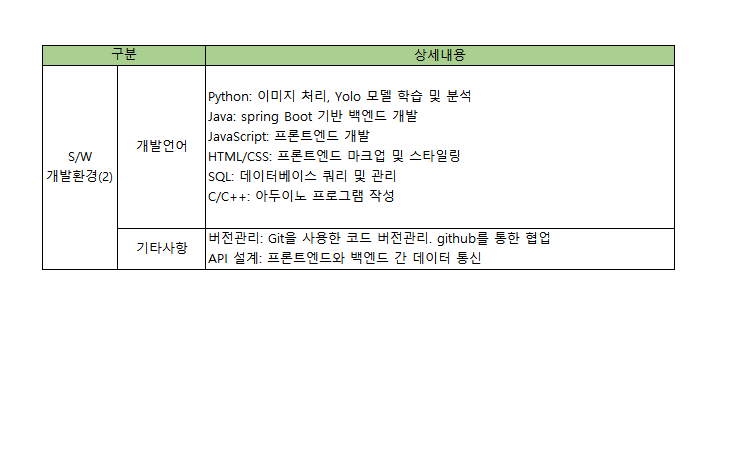 구분 상세내용
S/W
개발환경(2)
개발언어
Python: 이미지 처리, Yolo 모델 학습 및 분석
Java: spring Boot 기반 백엔드 개발
JavaScript: 프론트엔드 개발
HTML/CSS: 프론트엔드 마크업 및 스타일링
SQL: 데이터베이스 쿼리 및 관리
C/C++: 아두이노 프로그램 작성
기타사항
버전관리: Git을 사용한 코드 버전관리. github를 통한 협업
API 설계: 프론트엔드와 백엔드 간 데이터 통신